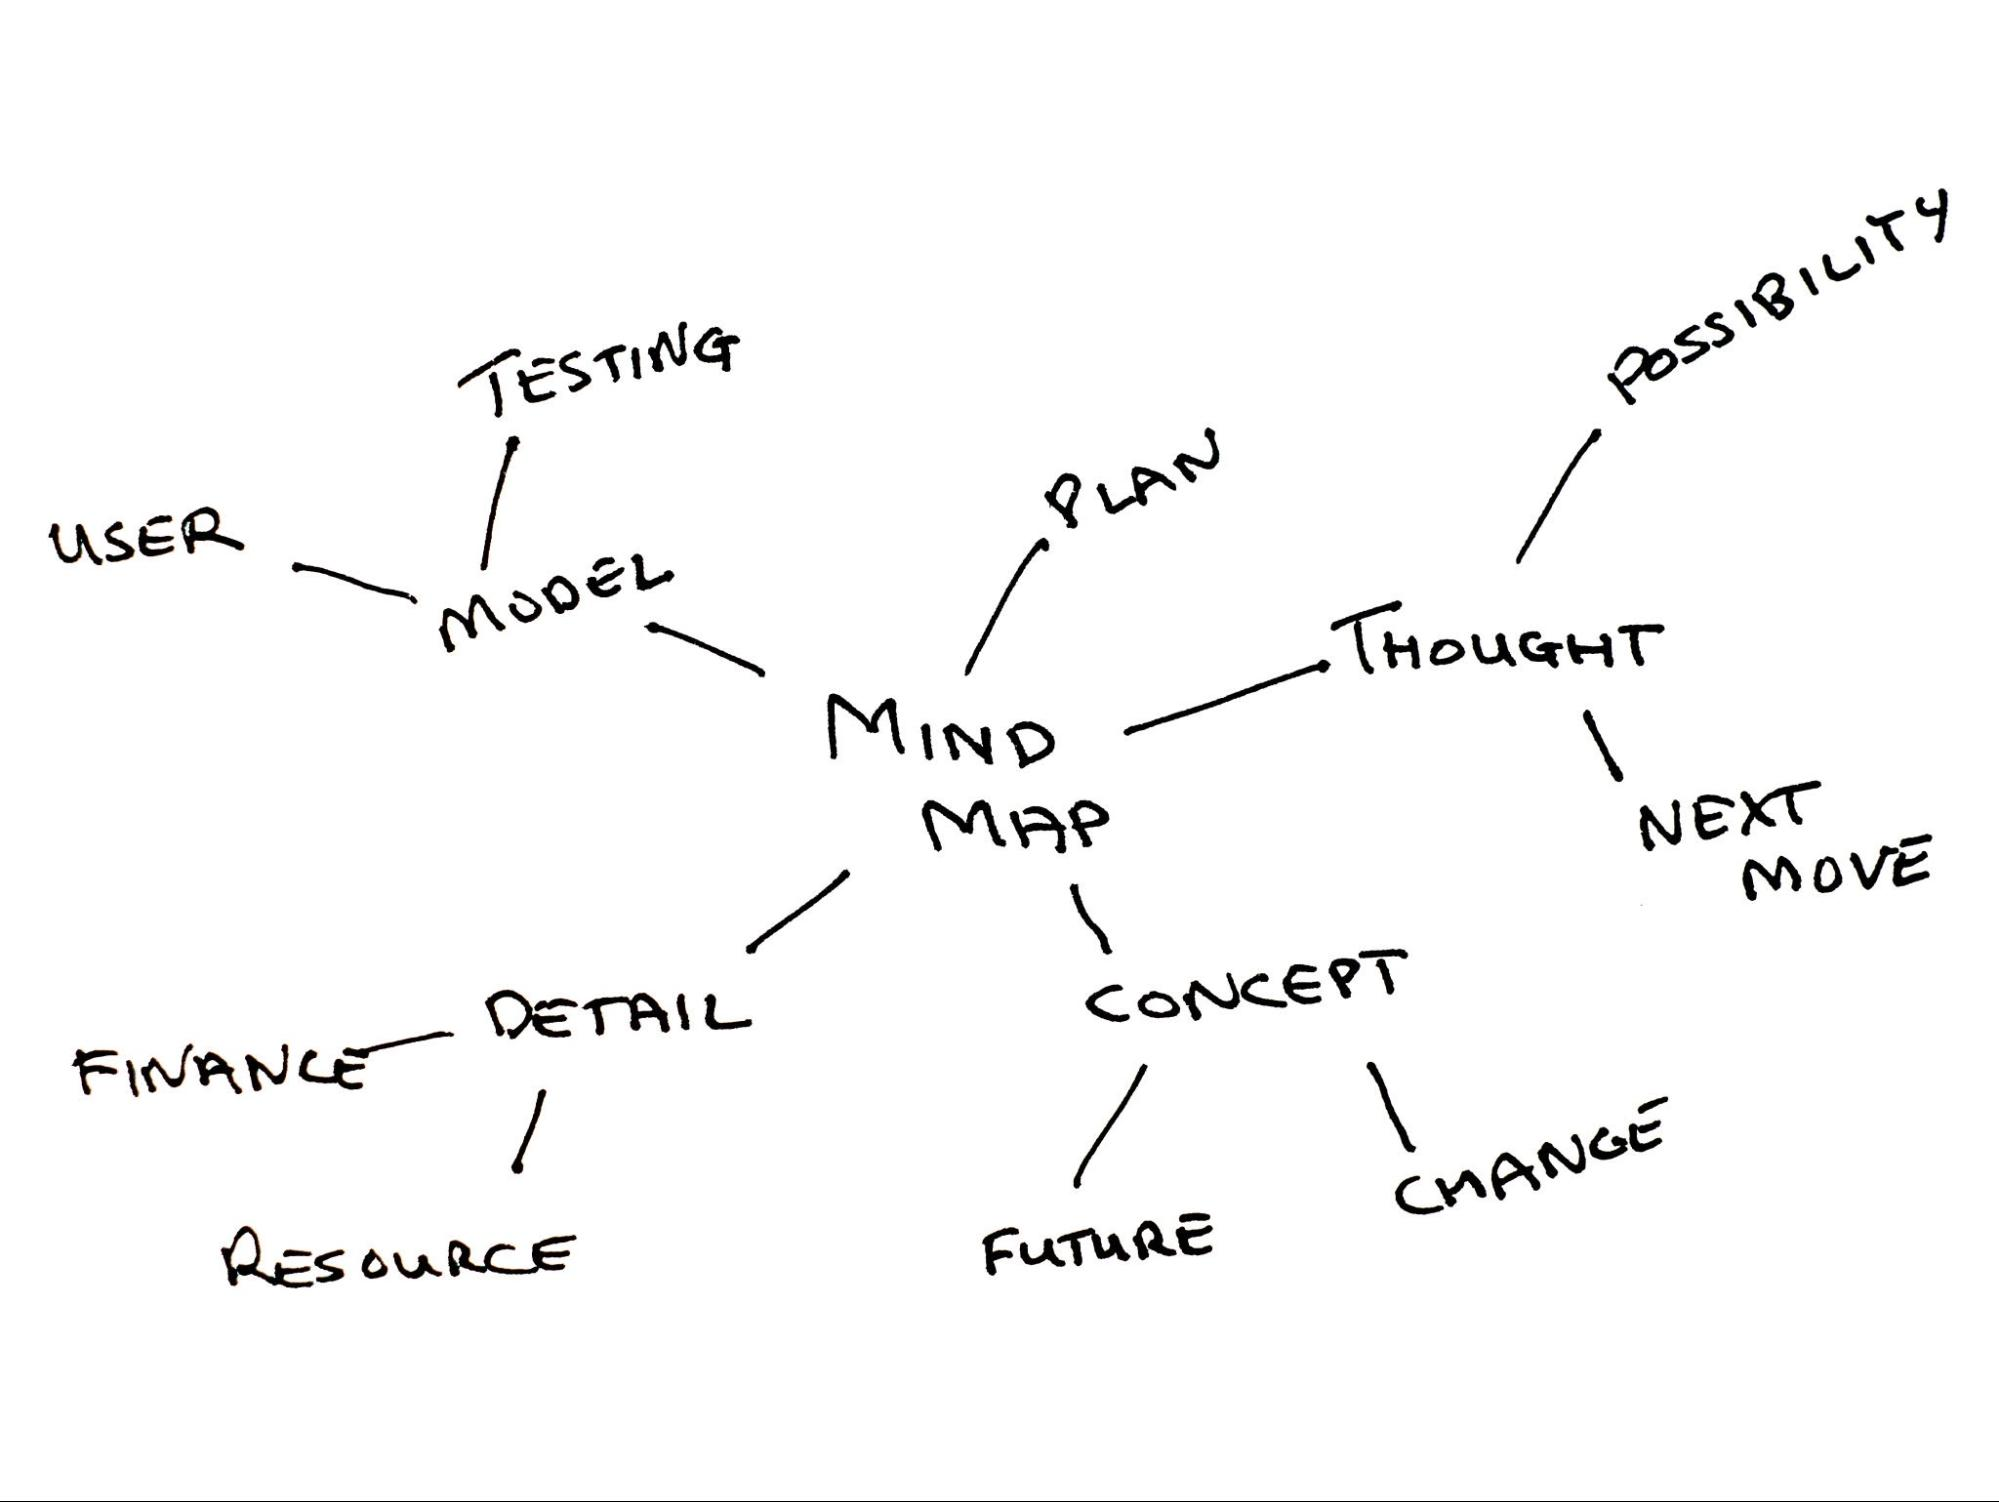 POSSIBILITY
TESTING
PLAN
USER
MODEL
THOUGHT
MIND
MAP
NEXT
MOVE
DETAIL
CONCEPT
FINANCE
CHANGE
RESOURCE
FUTURE